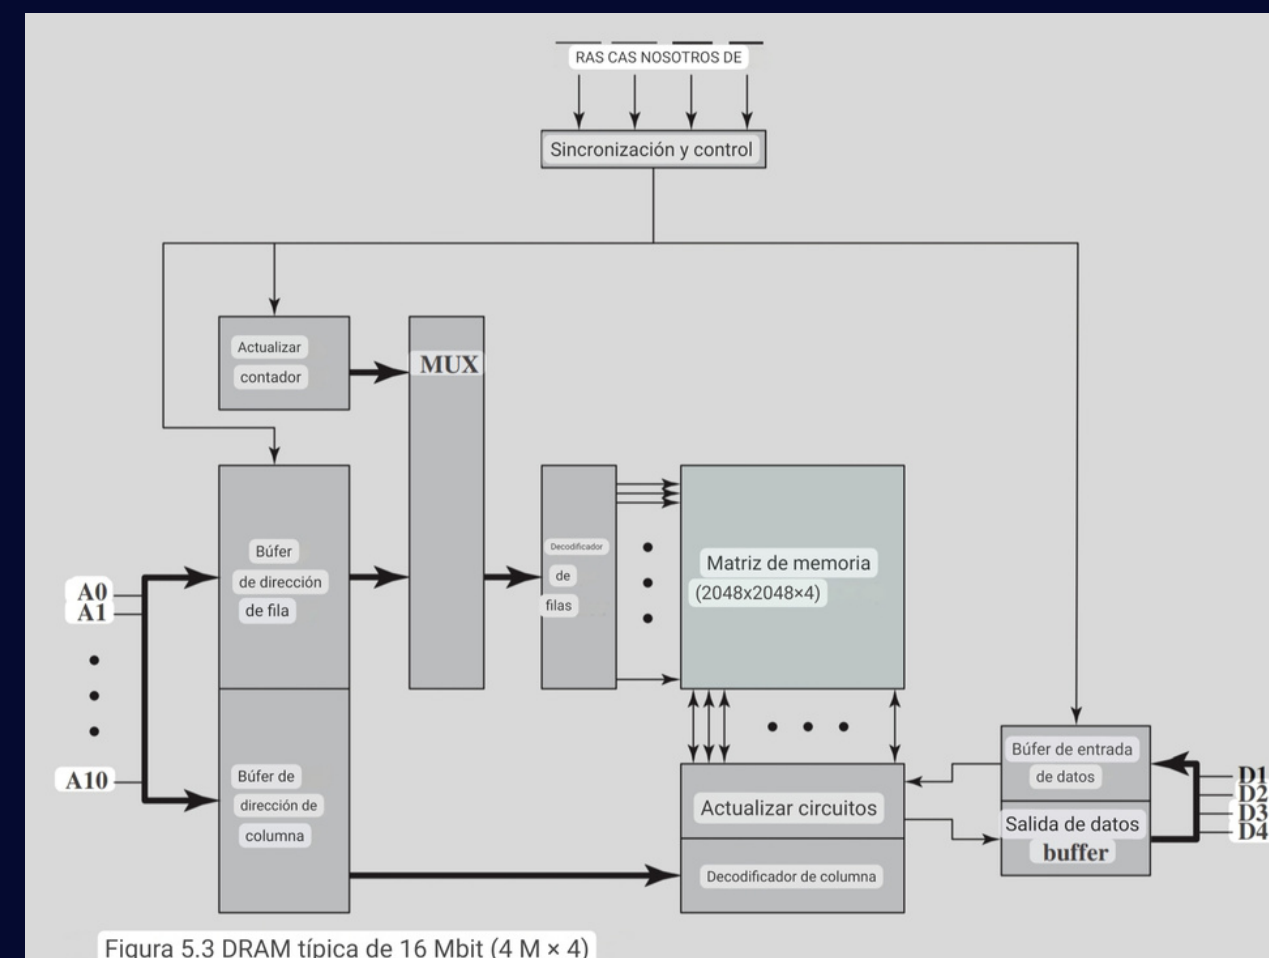 RAS CAS NOSOTROS DE
Sincronización y control
Actualizar
contador
MUX
Búfer
de dirección
de fila
Decodificador
de
filas
Matriz de memoria
(2048x2048×4)
A0
A1
A10
Búfer de
dirección de
columna
Actualizar circuitos
Decodificador de columna
Búfer de entrada
de datos
Salida de datos
buffer
D1
D2
D3
D4
Figura 5.3 DRAM típica de 16 Mbit (4 M × 4)